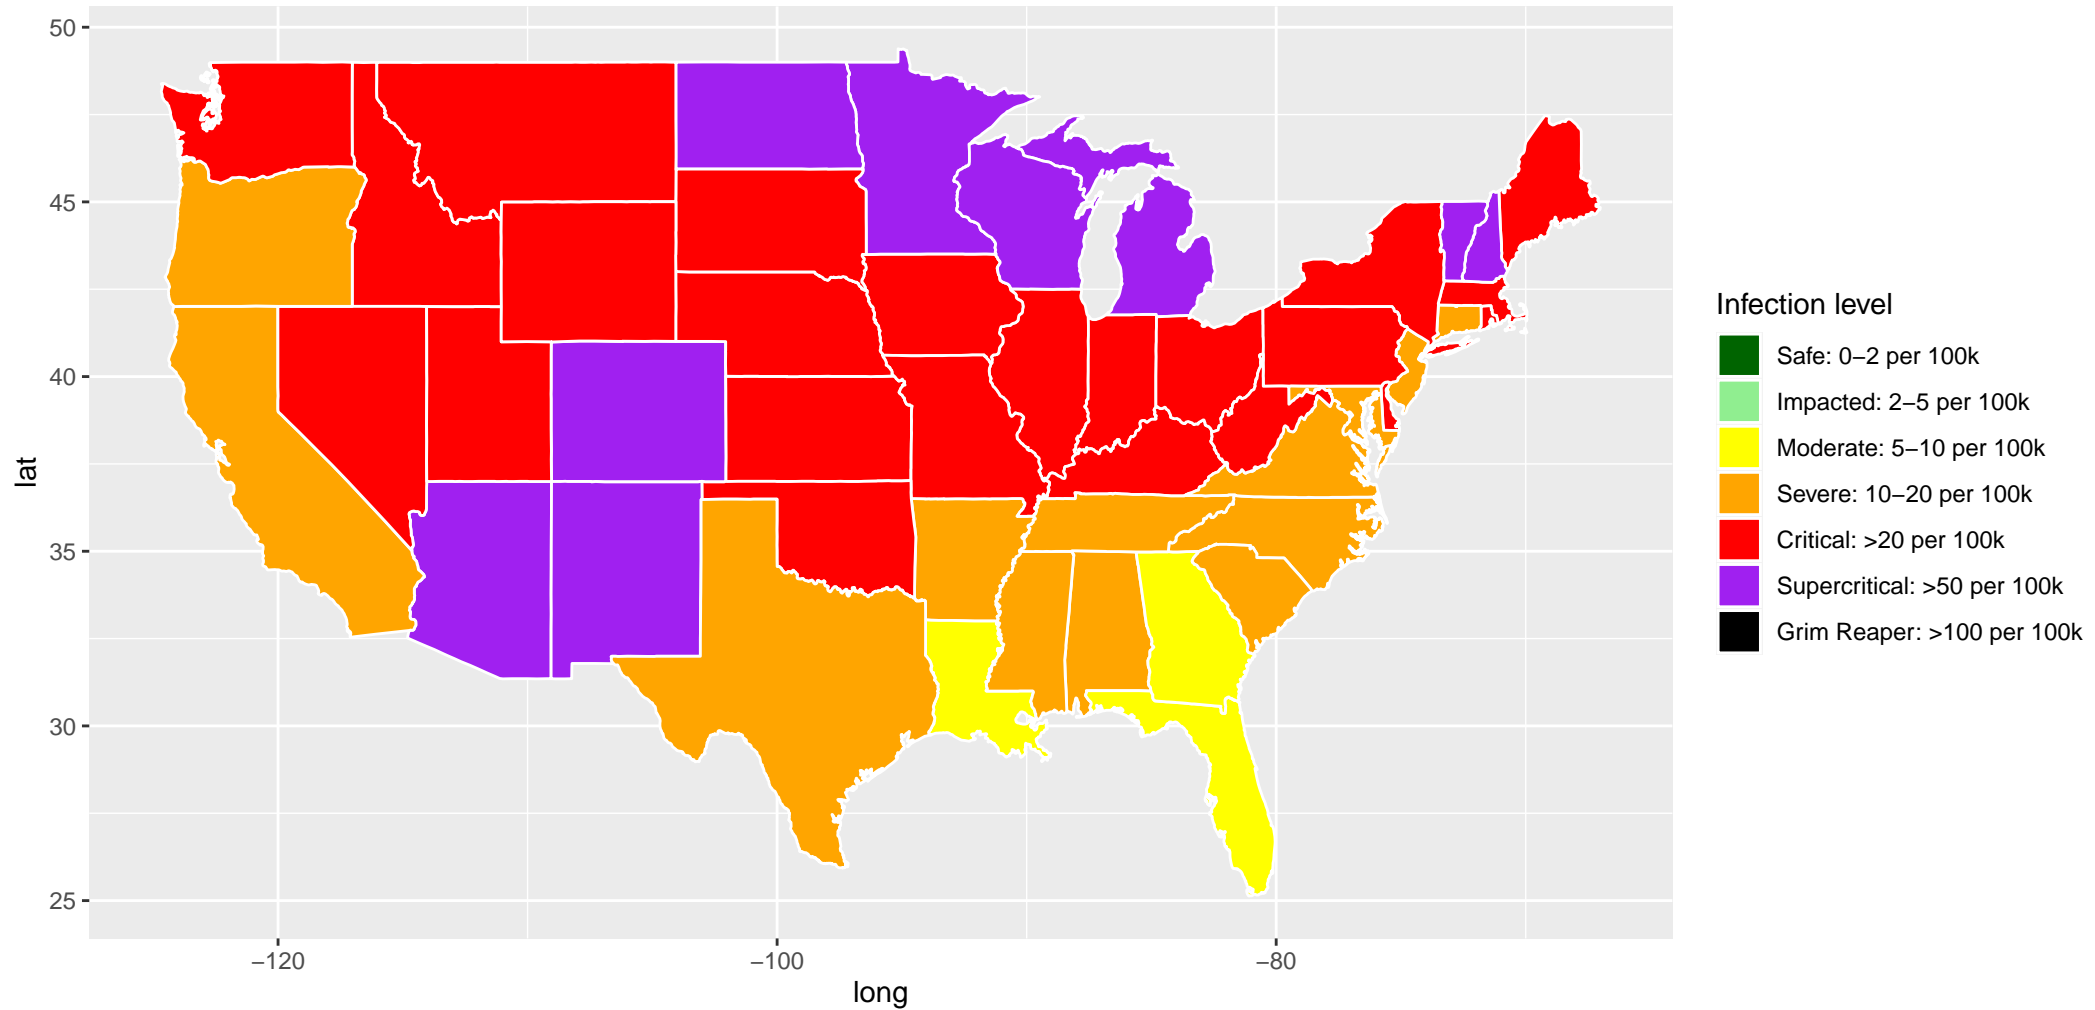 50
45
40
35
30
25
lat
−120
−100
−80
long
Infection level
Safe: 0−2 per 100k
Impacted: 2−5 per 100k
Moderate: 5−10 per 100k
Severe: 10−20 per 100k
Critical: >20 per 100k
Supercritical: >50 per 100k
Grim Reaper: >100 per 100k